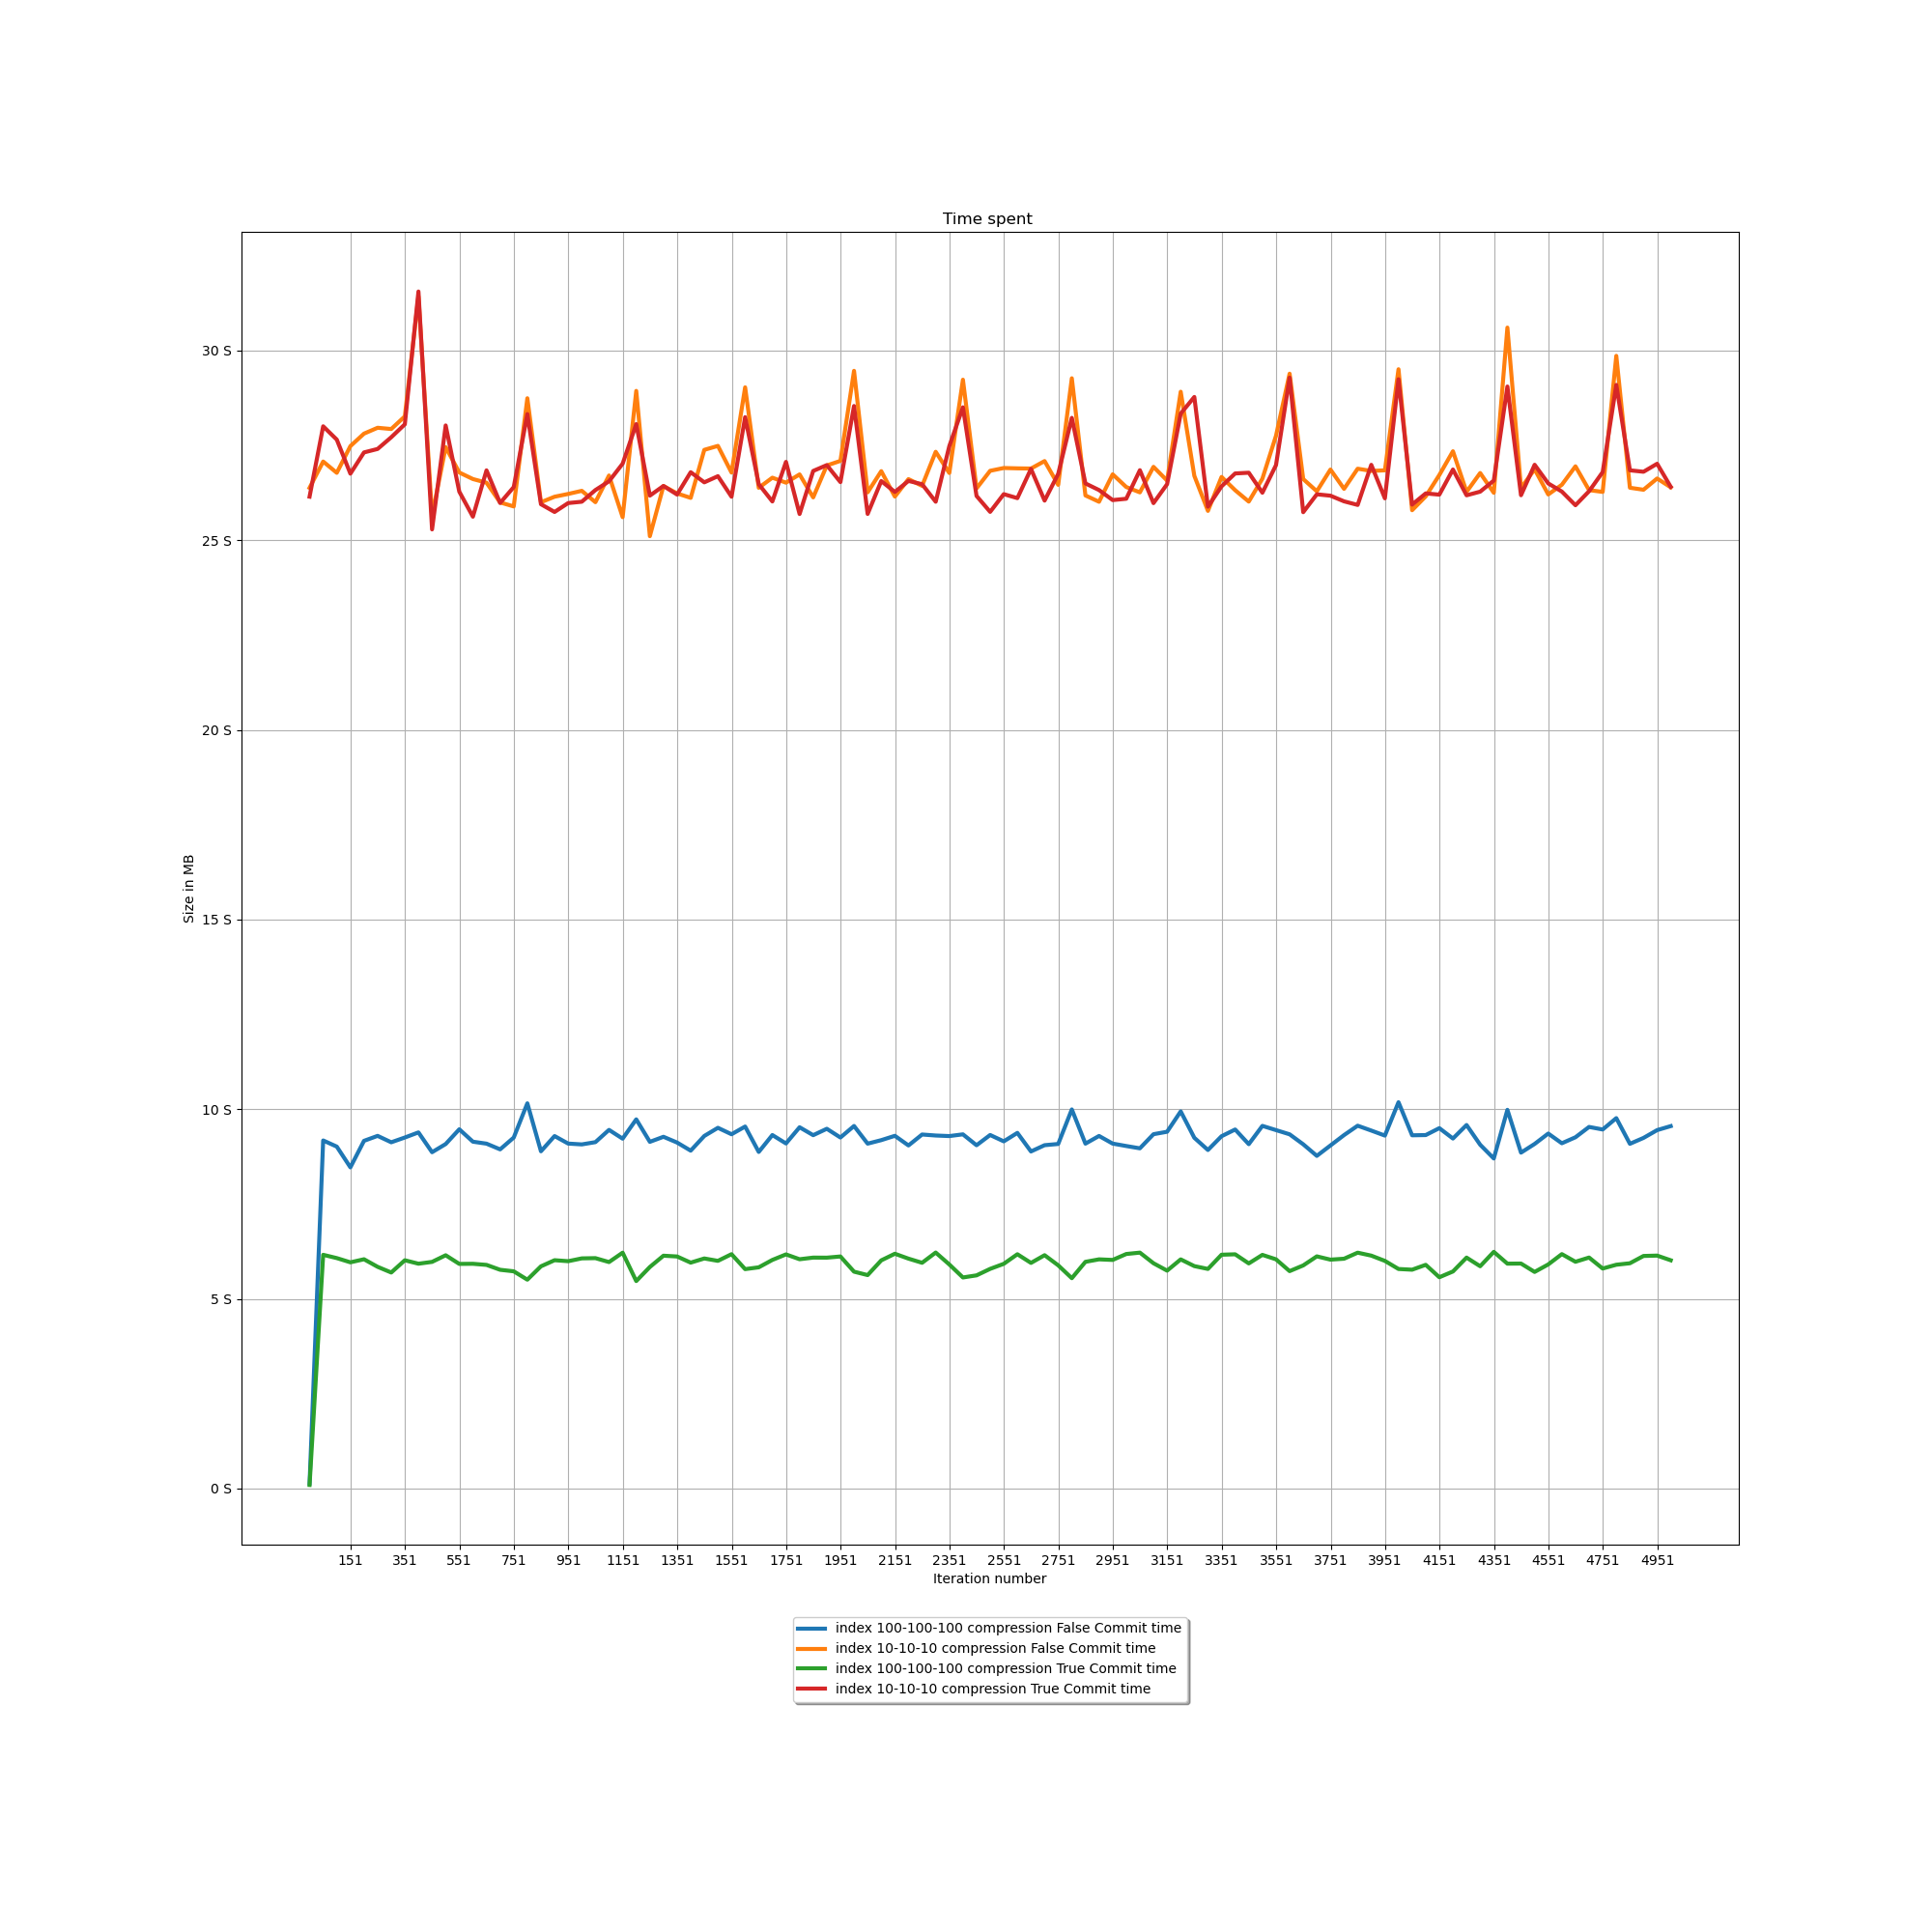 Time spent
30 S
25 S
20 S
15 S
10 S
5 S
0 S
Size in MB
151 351 551 751 951 1151 1351 1551 1751 1951 2151 2351 2551 2751 2951 3151 3351 3551 3751 3951 4151 4351 4551 4751 4951
Iteration number
index 100-100-100 compression False Commit time
index 10-10-10 compression False Commit time
index 100-100-100 compression True Commit time
index 10-10-10 compression True Commit time